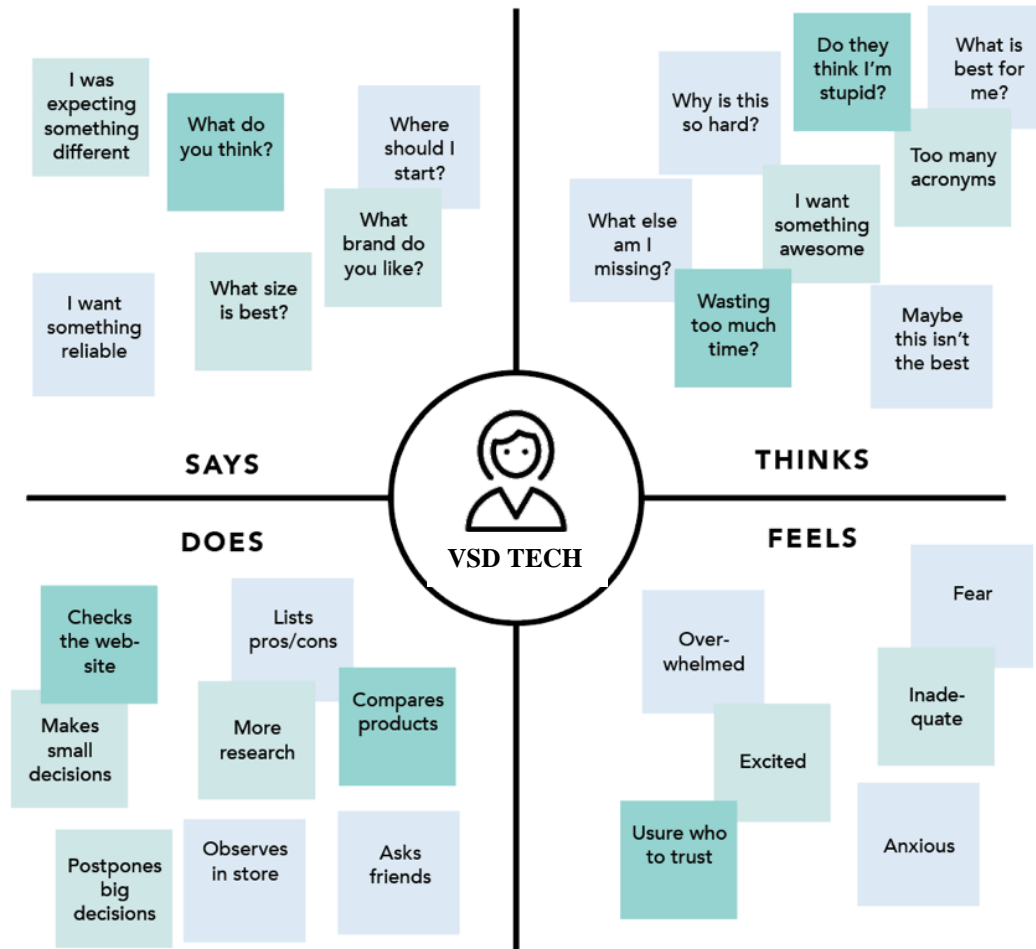 I was
expecting
something
different
What do
you think?
Where
should I
start?
What
brand do
you like?
What size
is best?
I want
something
reliable
SAYS
Do they
think I'm
stupid?
What is
best for
me?
Why is this
so hard?
Too many
acronyms
I want
something
awesome
What else
am I
missing?
Wasting
too much
time?
Maybe
this isn't
the best
THINKS
VSD TECH
DOES
Checks
the web-
site
Lists
pros/cons
Makes
small
decisions
More
research
Compares
products
Postpones
big
decisions
Observes
in store
Asks
friends
FEELS
Fear
Over-
whelmed
Inade-
quate
Excited
Usure who
to trust
Anxious